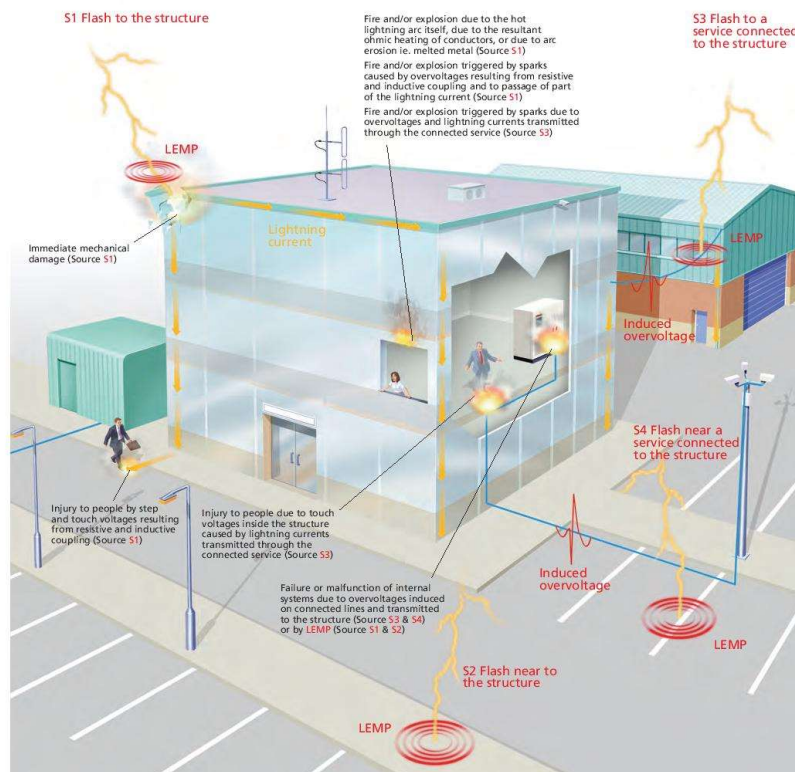 S1 Flash to the structure
Fire and/or explosion due to the hot
lightning arc itself, due to the resultant
ohmic heating of conductors, or due to arc
erosion ie. melted metal (Source S1)
Fire and/or explosion triggered by sparks
caused by overvoltages resulting from resistive
and inductive coupling and to passage of part
of the lightning current (Source S1)
Fire and/or explosion triggered by sparks due to
overvoltages and lightning currents transmitted
through the connected service (Source S3)
S3 Flash to a
service connected
to the structure
LEMP
Immediate mechanical
damage (Source S1)
Lightning
current
LEMP
Induced
overvoltage
S4 Flash near a
service connected
to the structure
Injury to people by step
and touch voltages resulting
from resistive and inductive
coupling (Source S1)
Injury to people due to touch
voltages inside the structure
caused by lightning currents
transmitted through the
connected service (Source S3)
Failure or malfunction of internal
systems due to overvoltages induced
on connected lines and transmitted
to the structure (Source S3 & S4)
or by LEMP (Source S1 & S2)
Induced
overvoltage
LEMP
S2 Flash near to
the structure
LEMP